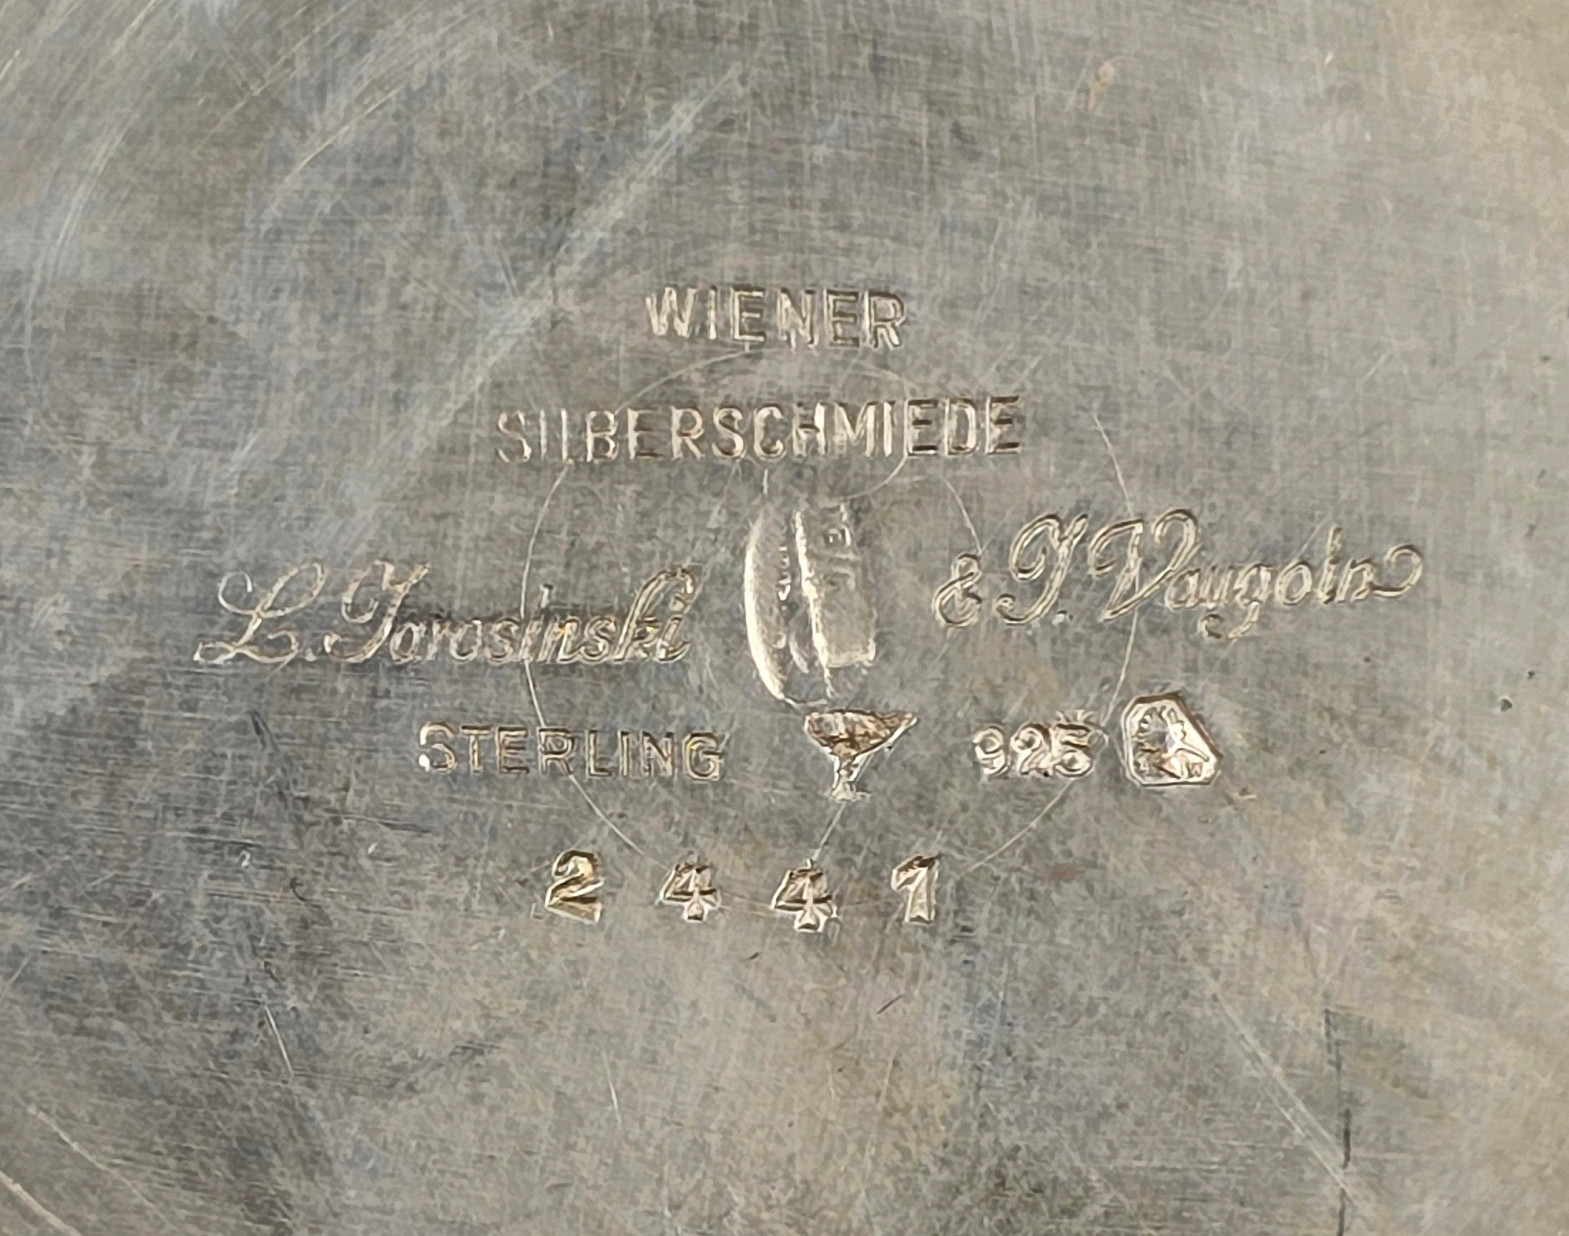 WIENER
SILBERSCHMIEDE
L. Jarosinski & J. Vaugoin
STERLING 925
2441